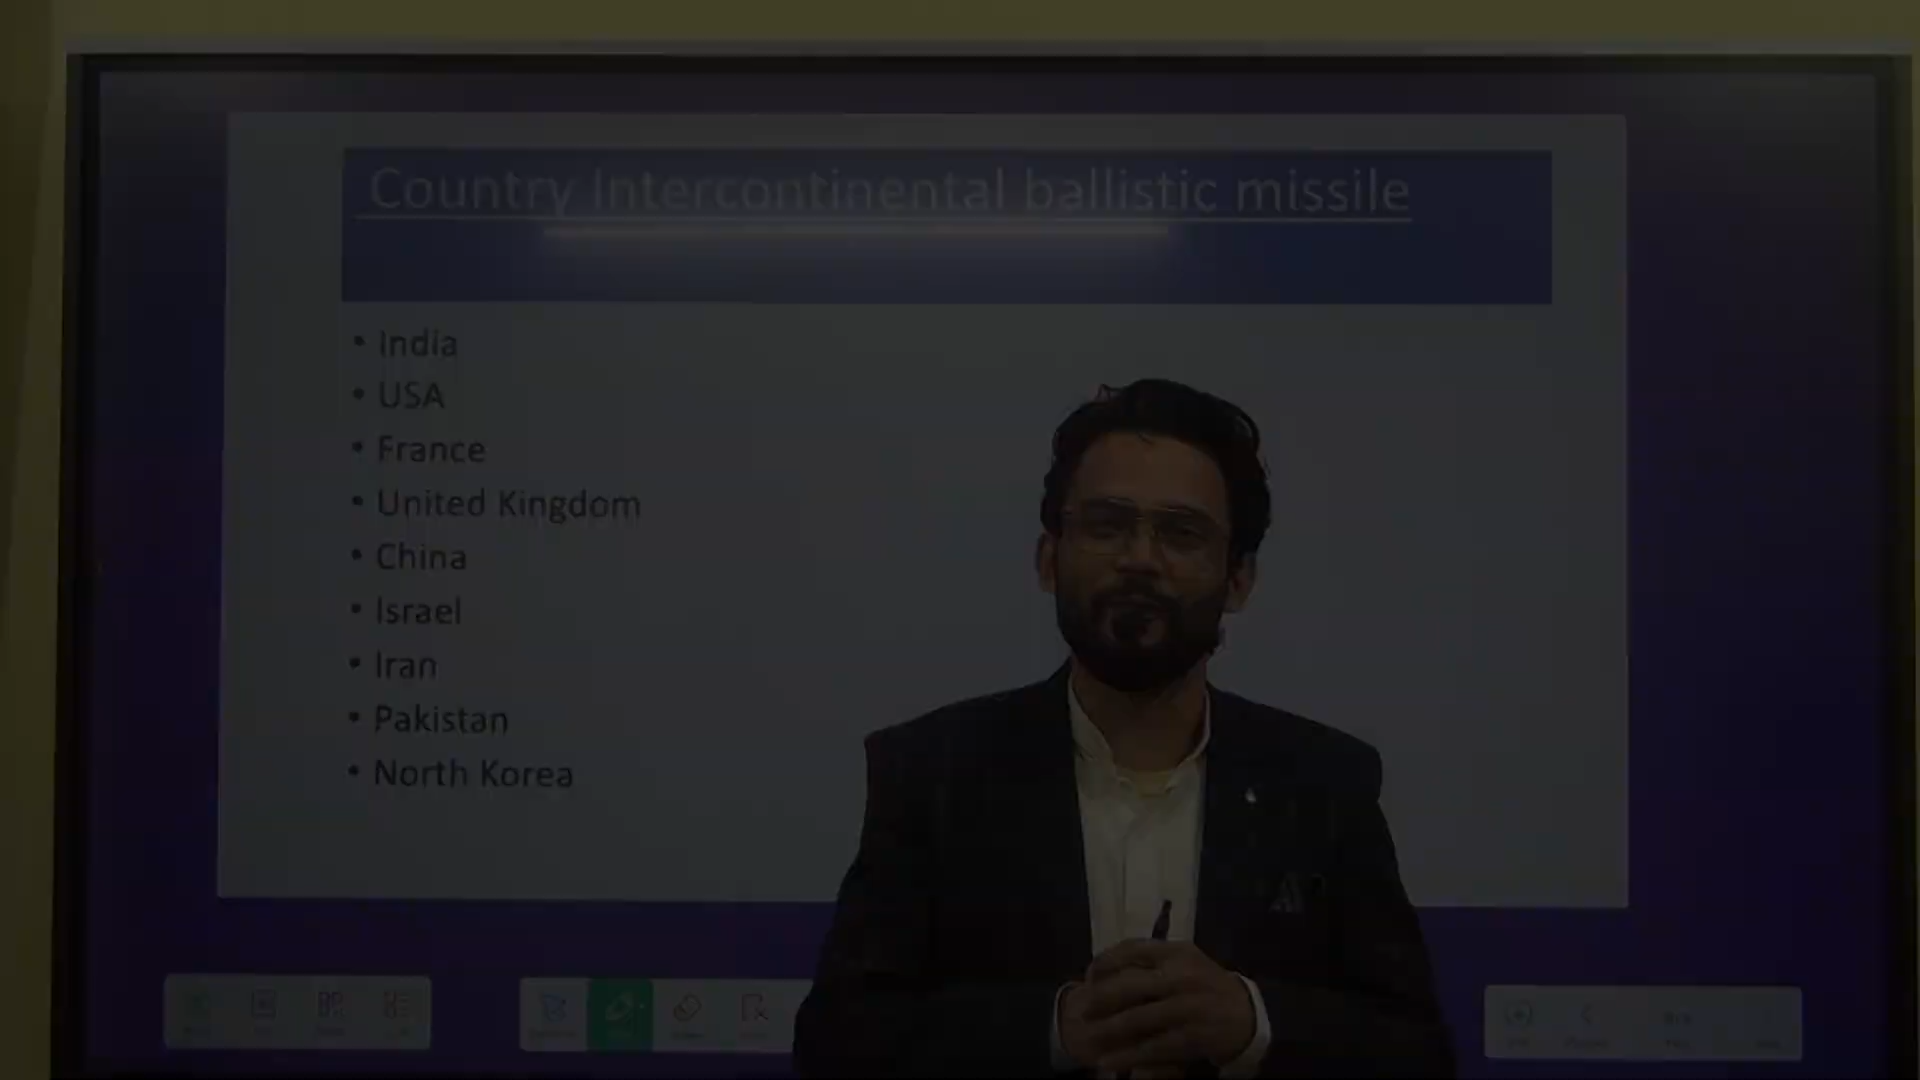 Country Intercontinental ballistic missile
• India
• USA
• France
• United Kingdom
• China
• Israel
• Iran
• Pakistan
• North Korea